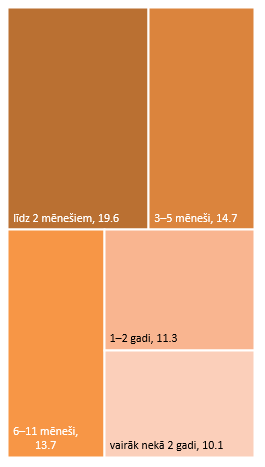 līdz 2 mēnešiem, 19.6
3–5 mēneši, 14.7
6–11 mēneši,
13.7
1–2 gadi, 11.3
vairāk nekā 2 gadi, 10.1